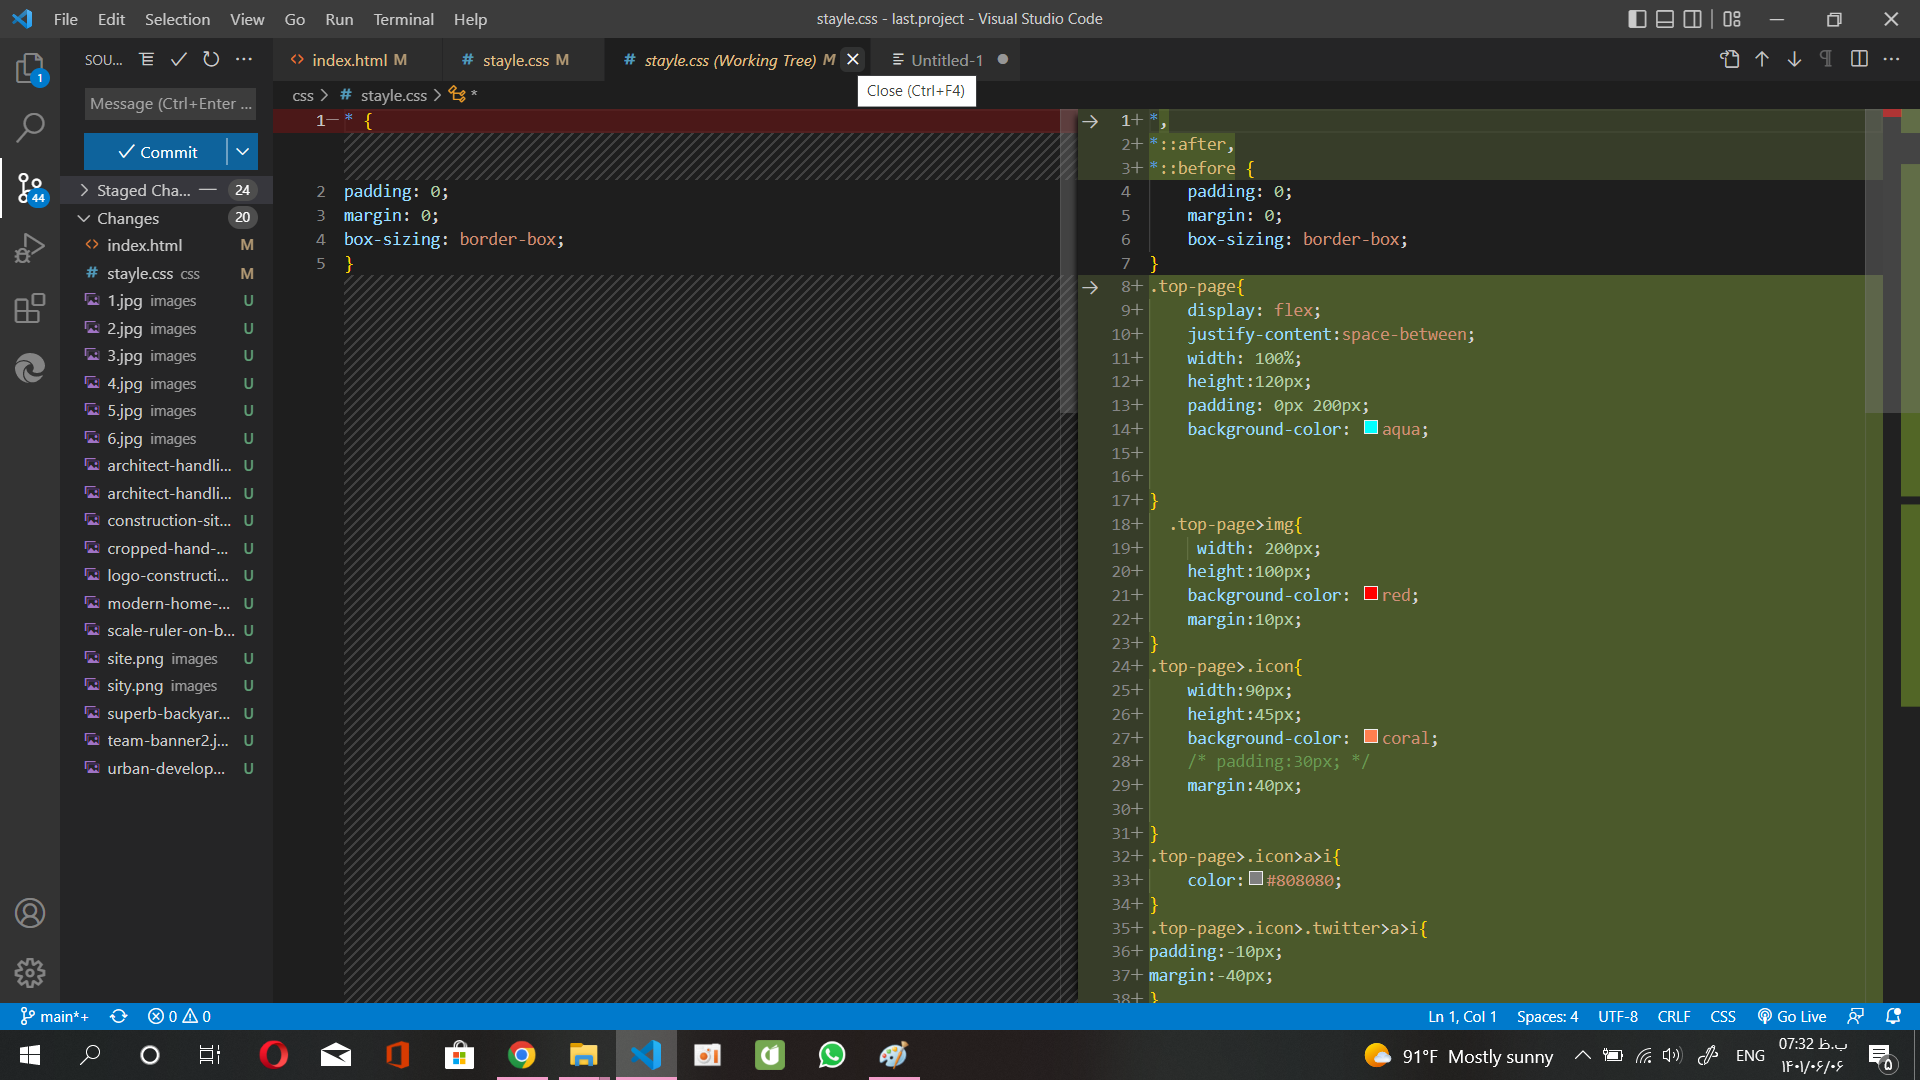 File Edit Selection View Go Run Terminal Help
stayle.css - last.project - Visual Studio Code
SOU...
index.html M
stayle.css M
stayle.css (Working Tree) M
Untitled-1
Close (Ctrl+F4)
css > stayle.css > *
Message (Ctrl+Enter ...
Commit
Staged Cha... 24
Changes 20
index.html M
stayle.css css M
1.jpg images U
2.jpg images U
3.jpg images U
4.jpg images U
5.jpg images U
6.jpg images U
architect-handli... U
architect-handli... U
construction-sit... U
cropped-hand-... U
logo-constructi... U
modern-home-... U
scale-ruler-on-b... U
site.png images U
sity.png images U
superb-backyar... U
team-banner2.j... U
urban-develop... U
1
44
1− * {
2 padding: 0;
3 margin: 0;
4 box-sizing: border-box;
5 }
1+ *,
2+ *::after,
3+ *::before {
4 padding: 0;
5 margin: 0;
6 box-sizing: border-box;
7 }
8+ .top-page{
9+ display: flex;
10+ justify-content:space-between;
11+ width: 100%;
12+ height:120px;
13+ padding: 0px 200px;
14+ background-color: aqua;
15+
16+
17+ }
18+ .top-page>img{
19+ width: 200px;
20+ height:100px;
21+ background-color: red;
22+ margin:10px;
23+ }
24+ .top-page>.icon{
25+ width:90px;
26+ height:45px;
27+ background-color: coral;
28+ /* padding:30px; */
29+ margin:40px;
30+
31+ }
32+ .top-page>.icon>a>i{
33+ color: #808080;
34+ }
35+ .top-page>.icon>.twitter>a>i{
36+ padding:-10px;
37+ margin:-40px;
38+ }
main*+ 0 0
Ln 1, Col 1 Spaces: 4 UTF-8 CRLF CSS Go Live
91°F Mostly sunny
ENG
07:32 ب.ظ
۱۴۰۱/۰۶/۰۶
۵